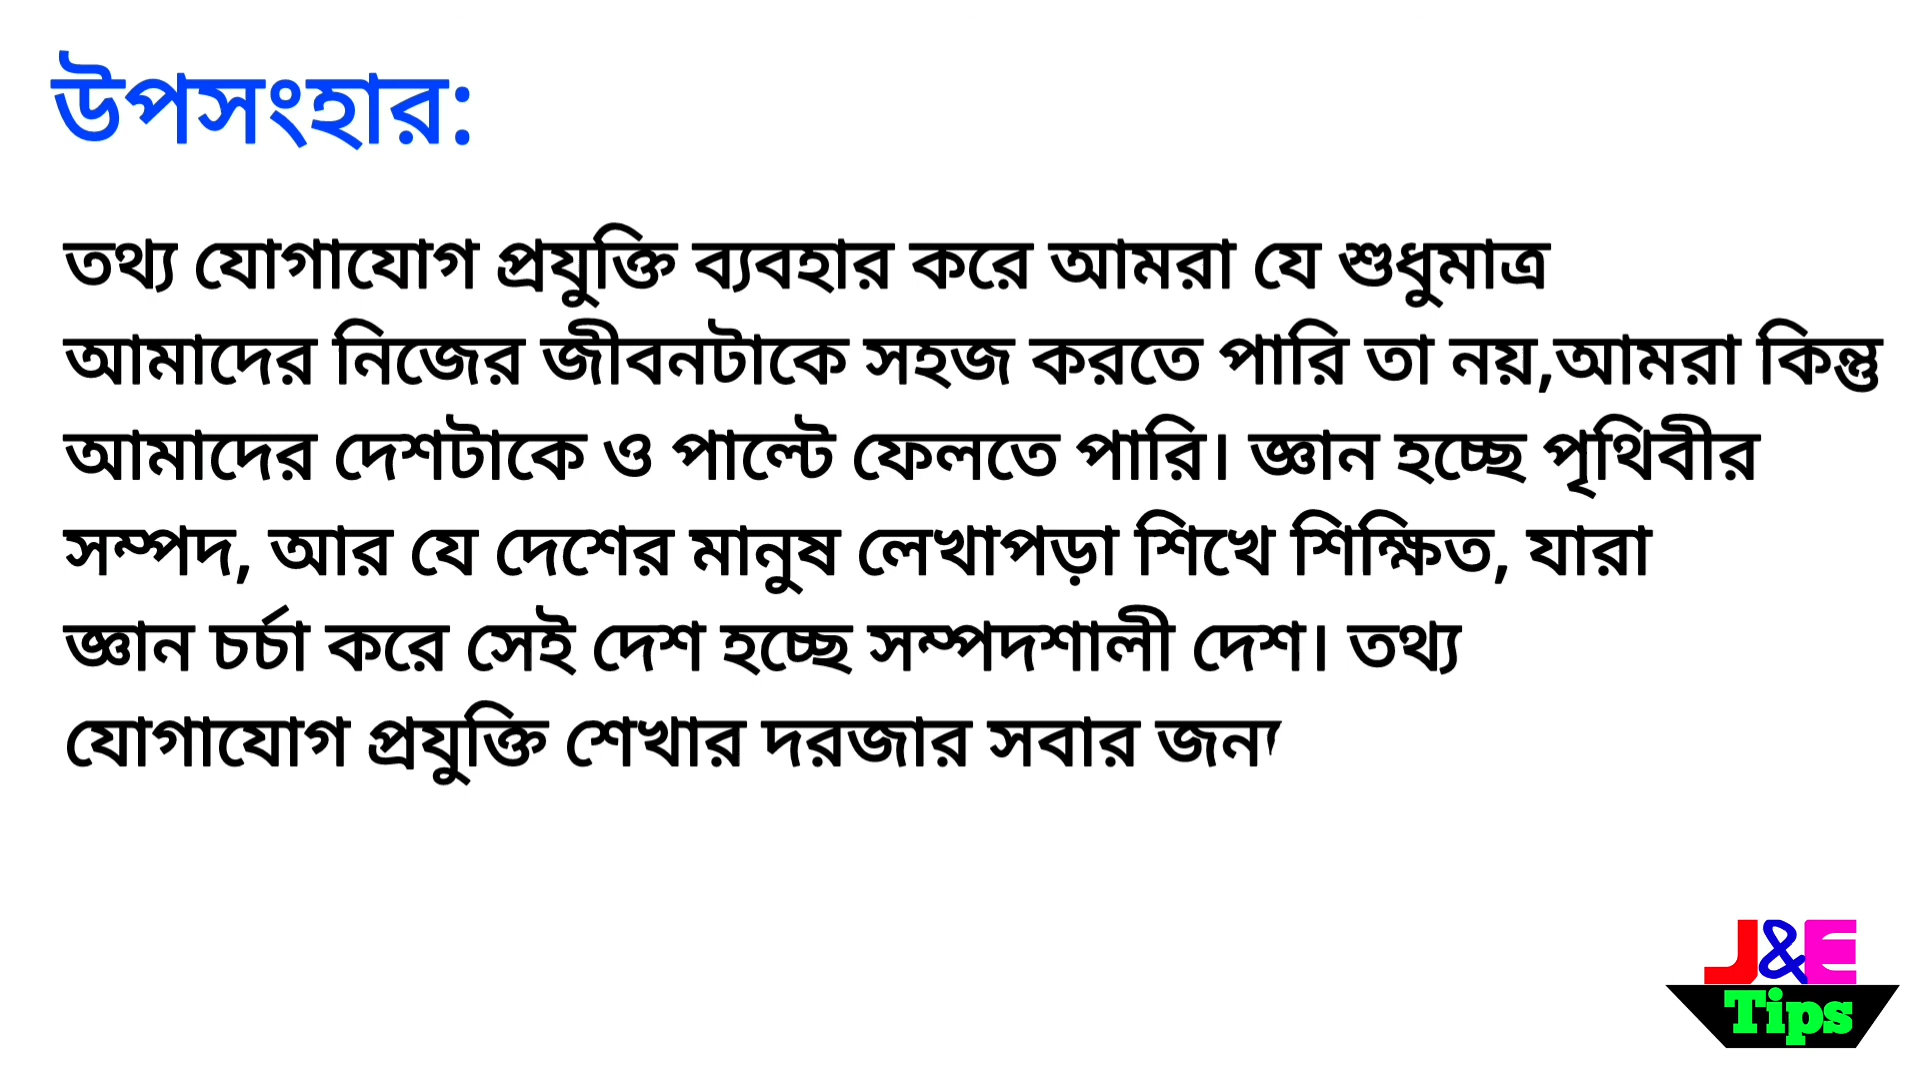 উপসংহার:
তথ্য যোগাযোগ প্রযুক্তি ব্যবহার করে আমরা যে শুধুমাত্র
আমাদের নিজের জীবনটাকে সহজ করতে পারি তা নয়,আমরা কিন্তু
আমাদের দেশটাকে ও পাল্টে ফেলতে পারি। জ্ঞান হচ্ছে পৃথিবীর
সম্পদ, আর যে দেশের মানুষ লেখাপড়া শিখে শিক্ষিত, যারা
জ্ঞান চর্চা করে সেই দেশ হচ্ছে সম্পদশালী দেশ। তথ্য
যোগাযোগ প্রযুক্তি শেখার দরজার সবার জন্য
J&E
Tips